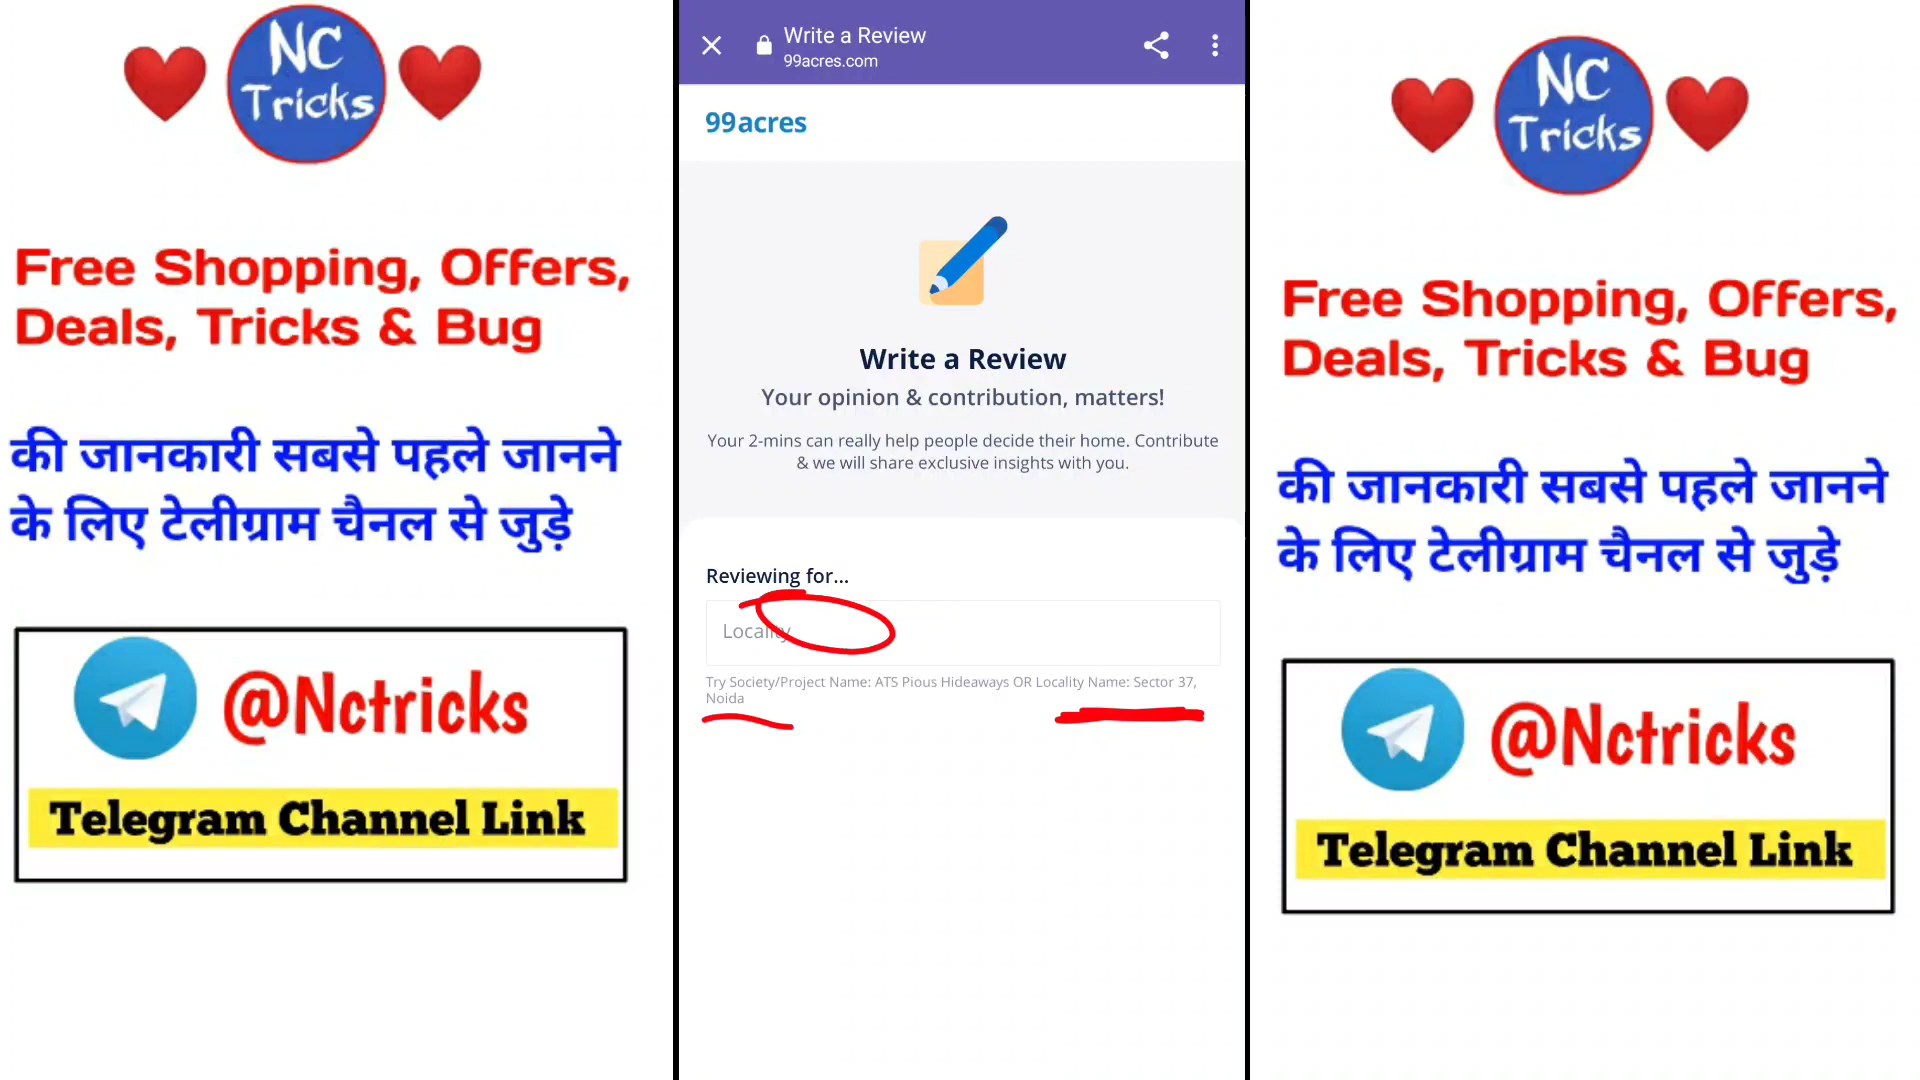 NC
Tricks
Free Shopping, Offers,
Deals, Tricks & Bug
की जानकारी सबसे पहले जानने
के लिए टेलीग्राम चैनल से जुड़े
@Nctricks
Telegram Channel Link
Write a Review
99acres.com
99acres
Write a Review
Your opinion & contribution, matters!
Your 2-mins can really help people decide their home. Contribute
& we will share exclusive insights with you.
Reviewing for...
Locality
Try Society/Project Name: ATS Pious Hideaways OR Locality Name: Sector 37,
Noida
NC
Tricks
Free Shopping, Offers,
Deals, Tricks & Bug
की जानकारी सबसे पहले जानने
के लिए टेलीग्राम चैनल से जुड़े
@Nctricks
Telegram Channel Link